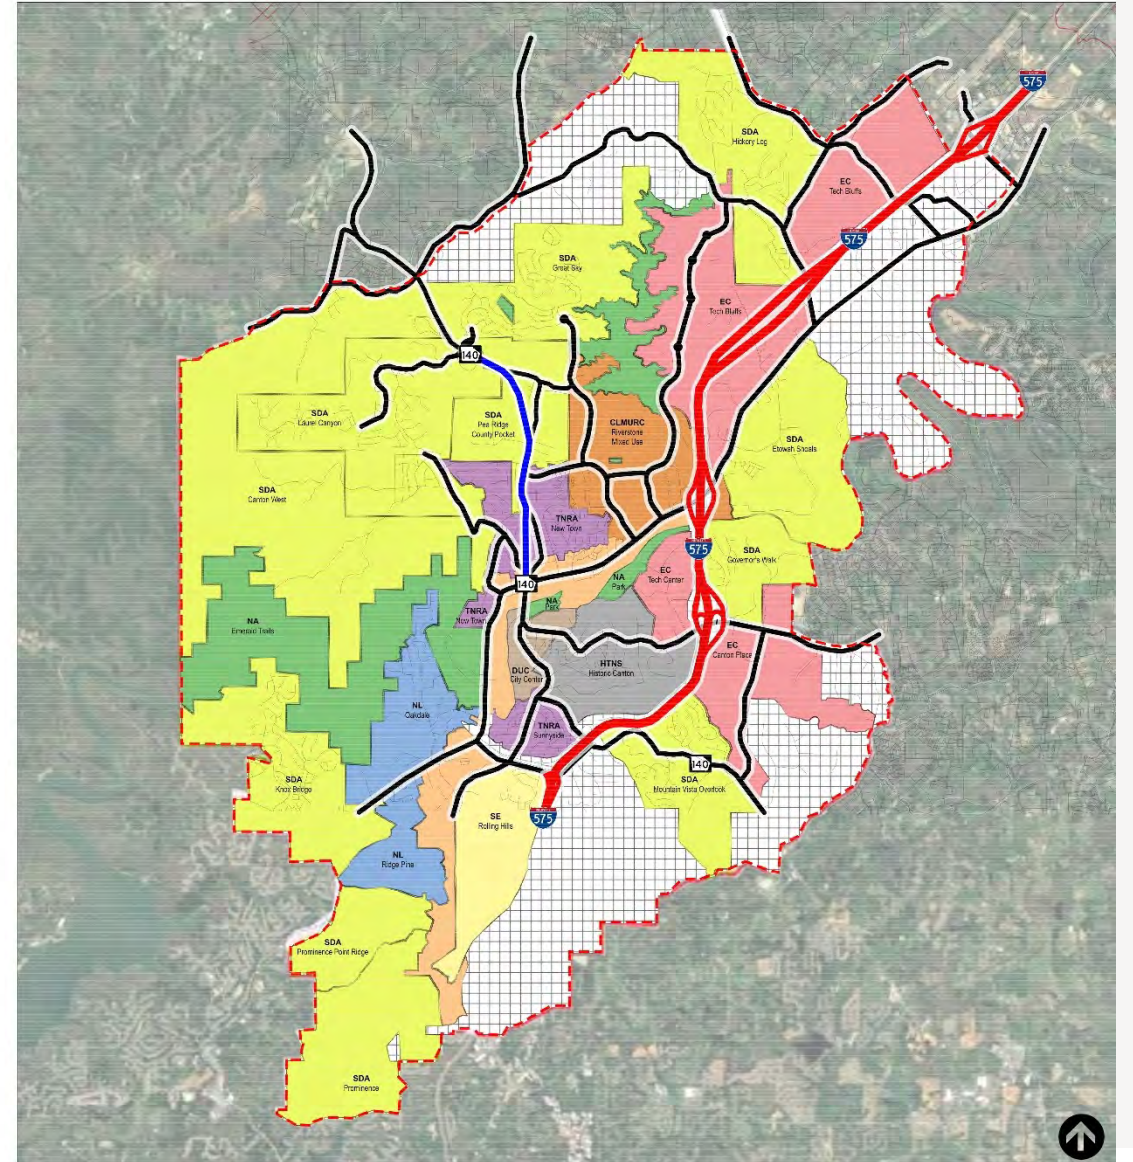 575
SDA
Hickory Log
EC
Tech Bluffs
575
SDA
Great Sky
EC
Tech Bluffs
140
SDA
Laurel Canyon
SDA
Pea Ridge
County Pocket
CLMURC
Riverstone
Mixed Use
SDA
Etowah Shoals
SDA
Canton West
TNRA
New Town
575
SDA
Governor's Walk
EC
Tech Center
NA
Park
140
NA
Park
TNRA
New Town
NA
Emerald Trails
EC
Canton Place
HTNS
Historic Canton
DUC
City Center
NL
Oakdale
TNRA
Sunnyside
140
SDA
Mountain Vista Overlook
SDA
Knox Bridge
575
SE
Rolling Hills
NL
Ridge Pine
SDA
Prominence Point Ridge
SDA
Prominence